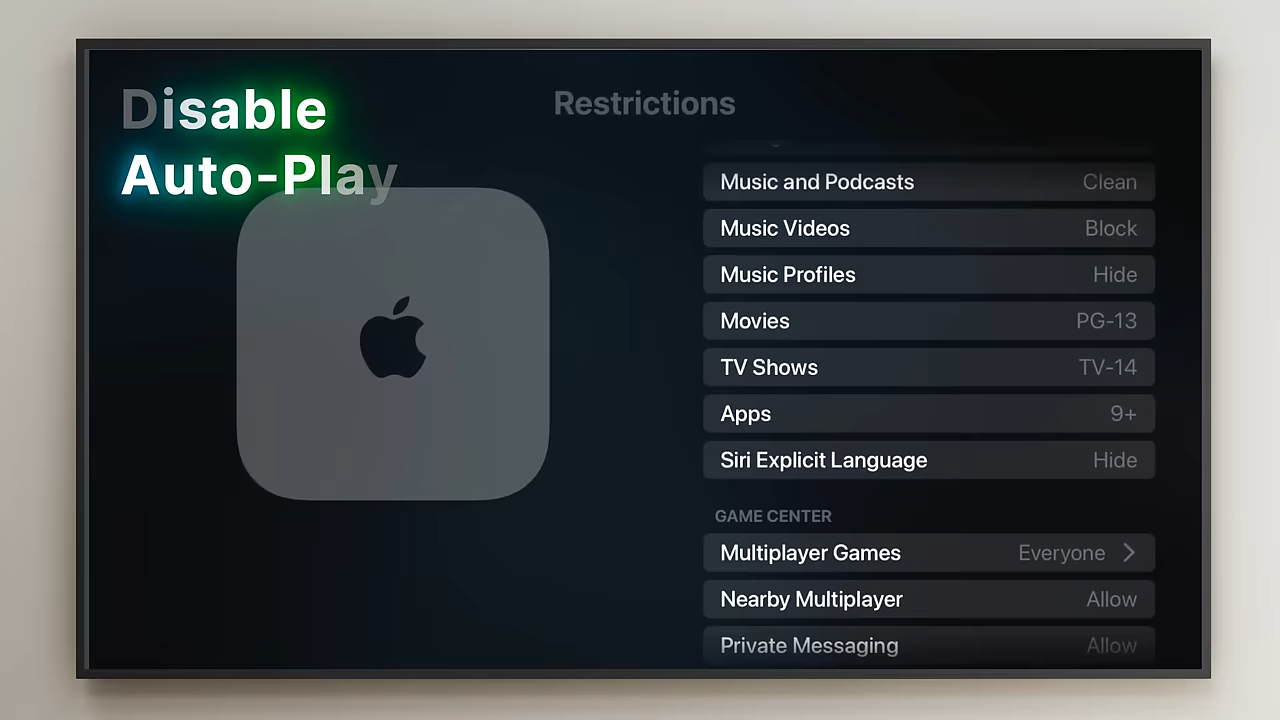 Disable
Auto-Play
Restrictions
Music and Podcasts Clean
Music Videos Block
Music Profiles Hide
Movies PG-13
TV Shows TV-14
Apps 9+
Siri Explicit Language Hide
GAME CENTER
Multiplayer Games Everyone
Nearby Multiplayer Allow
Private Messaging Allow